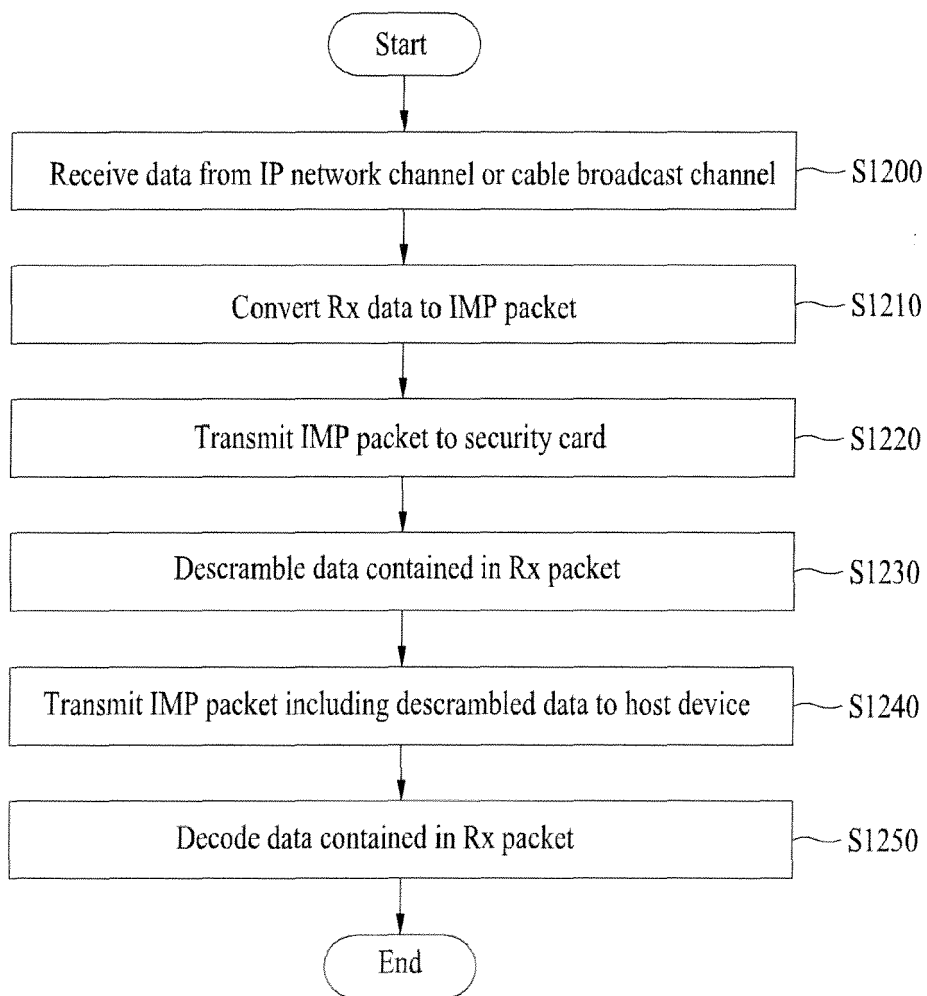 Start
Receive data from IP network channel or cable broadcast channel
S1200
Convert Rx data to IMP packet
S1210
Transmit IMP packet to security card
S1220
Descramble data contained in Rx packet
S1230
Transmit IMP packet including descrambled data to host device
S1240
Decode data contained in Rx packet
S1250
End